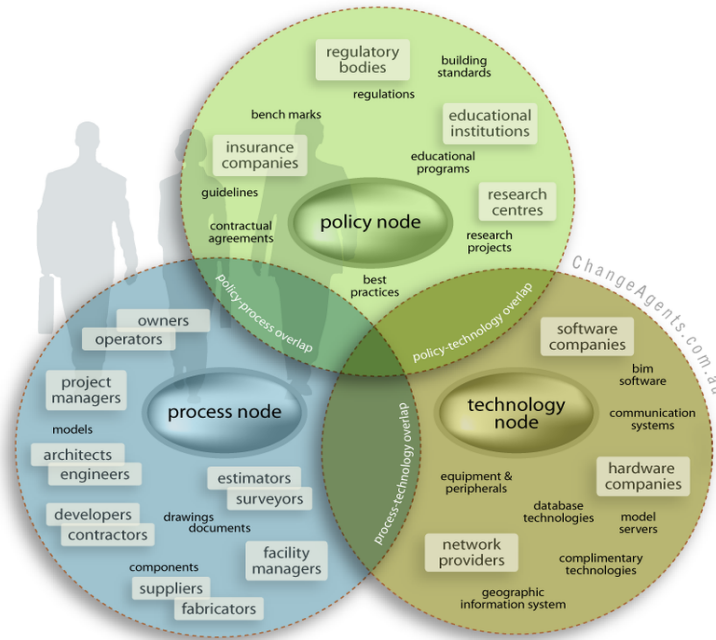 regulatory
bodies
building
standards
regulations
bench marks
educational
institutions
insurance
companies
educational
programs
guidelines
research
centres
policy node
contractual
agreements
research
projects
best
practices
policy-process overlap
policy-technology overlap
ChangeAgents.com.au
owners
operators
project
managers
process node
models
architects
engineers
estimators
surveyors
developers
contractors
drawings
documents
facility
managers
components
suppliers
fabricators
process-technology overlap
software
companies
bim
software
technology
node
communication
systems
hardware
companies
equipment &
peripherals
database
technologies
model
servers
network
providers
complimentary
technologies
geographic
information system